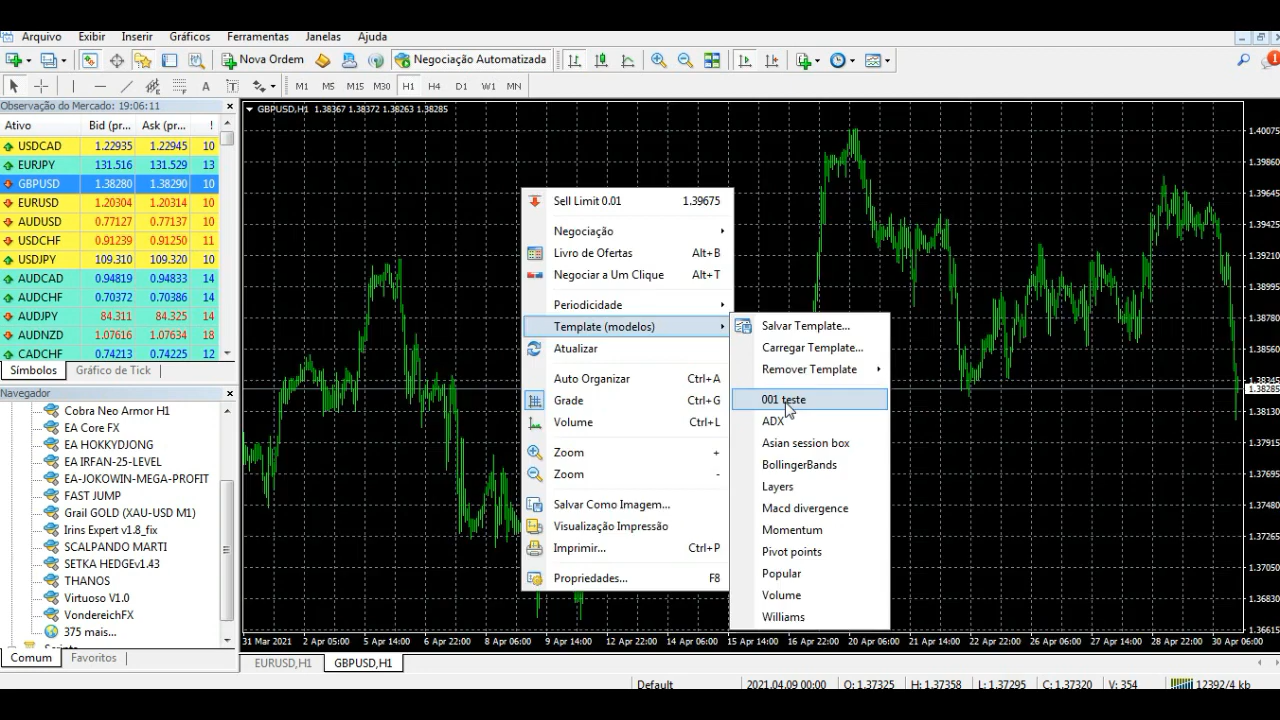 Arquivo Exibir Inserir Gráficos Ferramentas Janelas Ajuda
Nova Ordem Negociação Automatizada 1
A T M1 M5 M15 M30 H1 H4 D1 W1 MN
Observação do Mercado: 19:06:11
Ativo Bid (pr... Ask (pr... !
USDCAD 1.22935 1.22945 10
EURJPY 131.516 131.529 13
GBPUSD 1.38280 1.38290 10
EURUSD 1.20304 1.20314 10
AUDUSD 0.77127 0.77137 10
USDCHF 0.91239 0.91250 11
USDJPY 109.310 109.320 10
AUDCAD 0.94819 0.94833 14
AUDCHF 0.70372 0.70386 14
AUDJPY 84.311 84.325 14
AUDNZD 1.07616 1.07634 18
CADCHF 0.74213 0.74225 12
Símbolos Gráfico de Tick
Navegador
Cobra Neo Armor H1
EA Core FX
EA HOKKYDJONG
EA IRFAN-25-LEVEL
EA-JOKOWIN-MEGA-PROFIT
FAST JUMP
Grail GOLD (XAU-USD M1)
Irins Expert v1.8_fix
SCALPANDO MARTI
SETKA HEDGEv1.43
THANOS
Virtuoso V1.0
VondereichFX
375 mais...
Comum Favoritos
GBPUSD,H1 1.38367 1.38372 1.38263 1.38285
Sell Limit 0.01 1.39675
Negociação
Livro de Ofertas Alt+B
Negociar a Um Clique Alt+T
Periodicidade
Template (modelos)
Atualizar
Auto Organizar Ctrl+A
Grade Ctrl+G
Volume Ctrl+L
Zoom +
Zoom -
Salvar Como Imagem...
Visualização Impressão
Imprimir... Ctrl+P
Propriedades... F8
Salvar Template...
Carregar Template...
Remover Template
001 teste
ADX
Asian session box
BollingerBands
Layers
Macd divergence
Momentum
Pivot points
Popular
Volume
Williams
1.40075
1.39860
1.39645
1.39425
1.39210
1.38995
1.38780
1.38560
1.38345
1.38285
1.38130
1.37915
1.37695
1.37480
1.37265
1.37050
1.36830
1.36615
31 Mar 2021 2 Apr 05:00 5 Apr 14:00 6 Apr 22:00 8 Apr 06:00 9 Apr 14:00 12 Apr 22:00 14 Apr 06:00 15 Apr 14:00 16 Apr 22:00 20 Apr 06:00 21 Apr 14:00 22 Apr 22:00 26 Apr 06:00 27 Apr 14:00 28 Apr 22:00 30 Apr 06:00
EURUSD,H1 GBPUSD,H1
Default 2021.04.09 00:00 O: 1.37325 H: 1.37358 L: 1.37295 C: 1.37320 V: 354 12392/4 kb